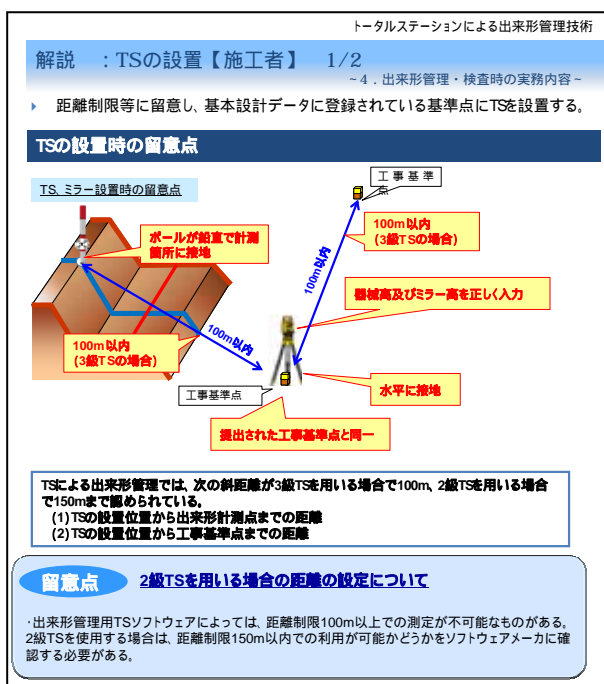 トータルステーションによる出来形管理技術
解説 :TSの設置【施工者】 1/2
~4.出来形管理・検査時の実務内容~
距離制限等に留意し、基本設計データに登録されている基準点にTSを設置する。
TSの設置時の留意点
TS、ミラー設置時の留意点
工事基準
点
ポールが鉛直で計測
箇所に接地
100m以内
(3級TSの場合)
100m以内
器械高及びミラー高を正しく入力
100m以内
100m以内
(3級TSの場合)
工事基準点
水平に接地
提出された工事基準点と同一
TSによる出来形管理では、次の斜距離が3級TSを用いる場合で100m、2級TSを用いる場合
で150mまで認められている。
(1)TSの設置位置から出来形計測点までの距離
(2)TSの設置位置から工事基準点までの距離
留意点
2級TSを用いる場合の距離の設定について
・出来形管理用TSソフトウェアによっては、距離制限100m以上での測定が不可能なものがある。
2級TSを使用する場合は、距離制限150m以内での利用が可能かどうかをソフトウェアメーカに確
認する必要がある。